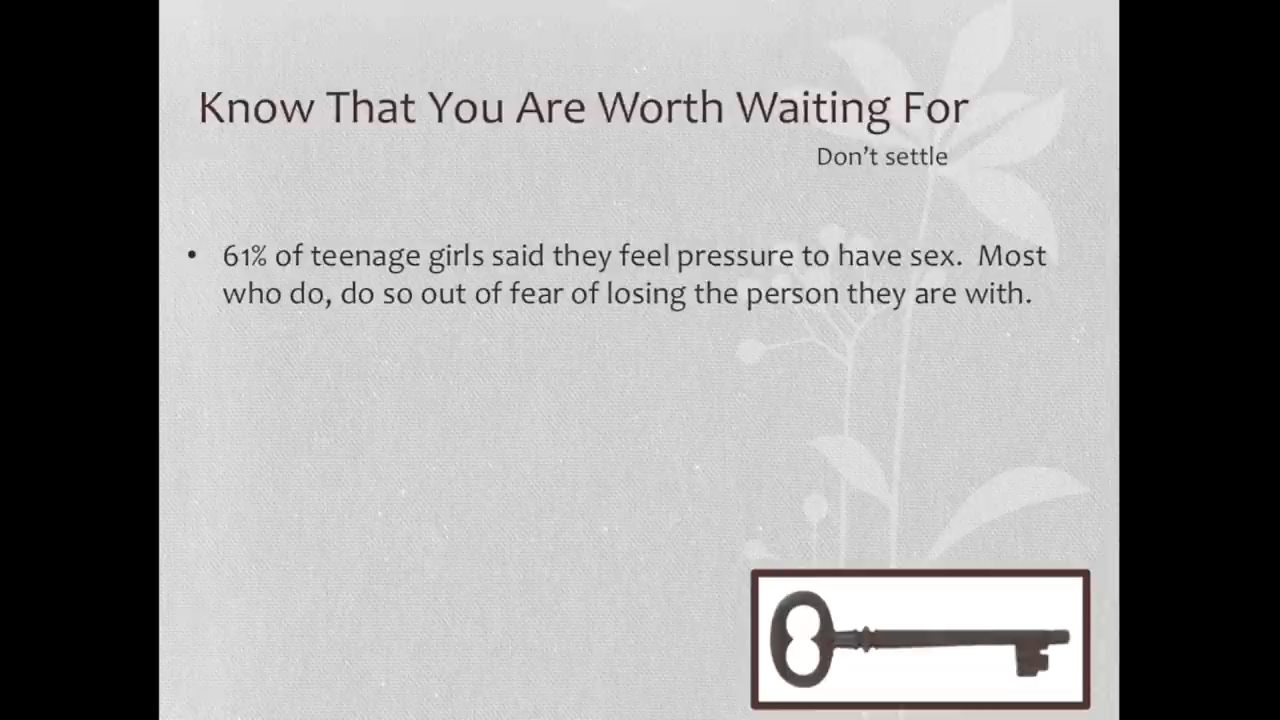 Know That You Are Worth Waiting For
Don't settle
• 61% of teenage girls said they feel pressure to have sex.  Most
who do, do so out of fear of losing the person they are with.